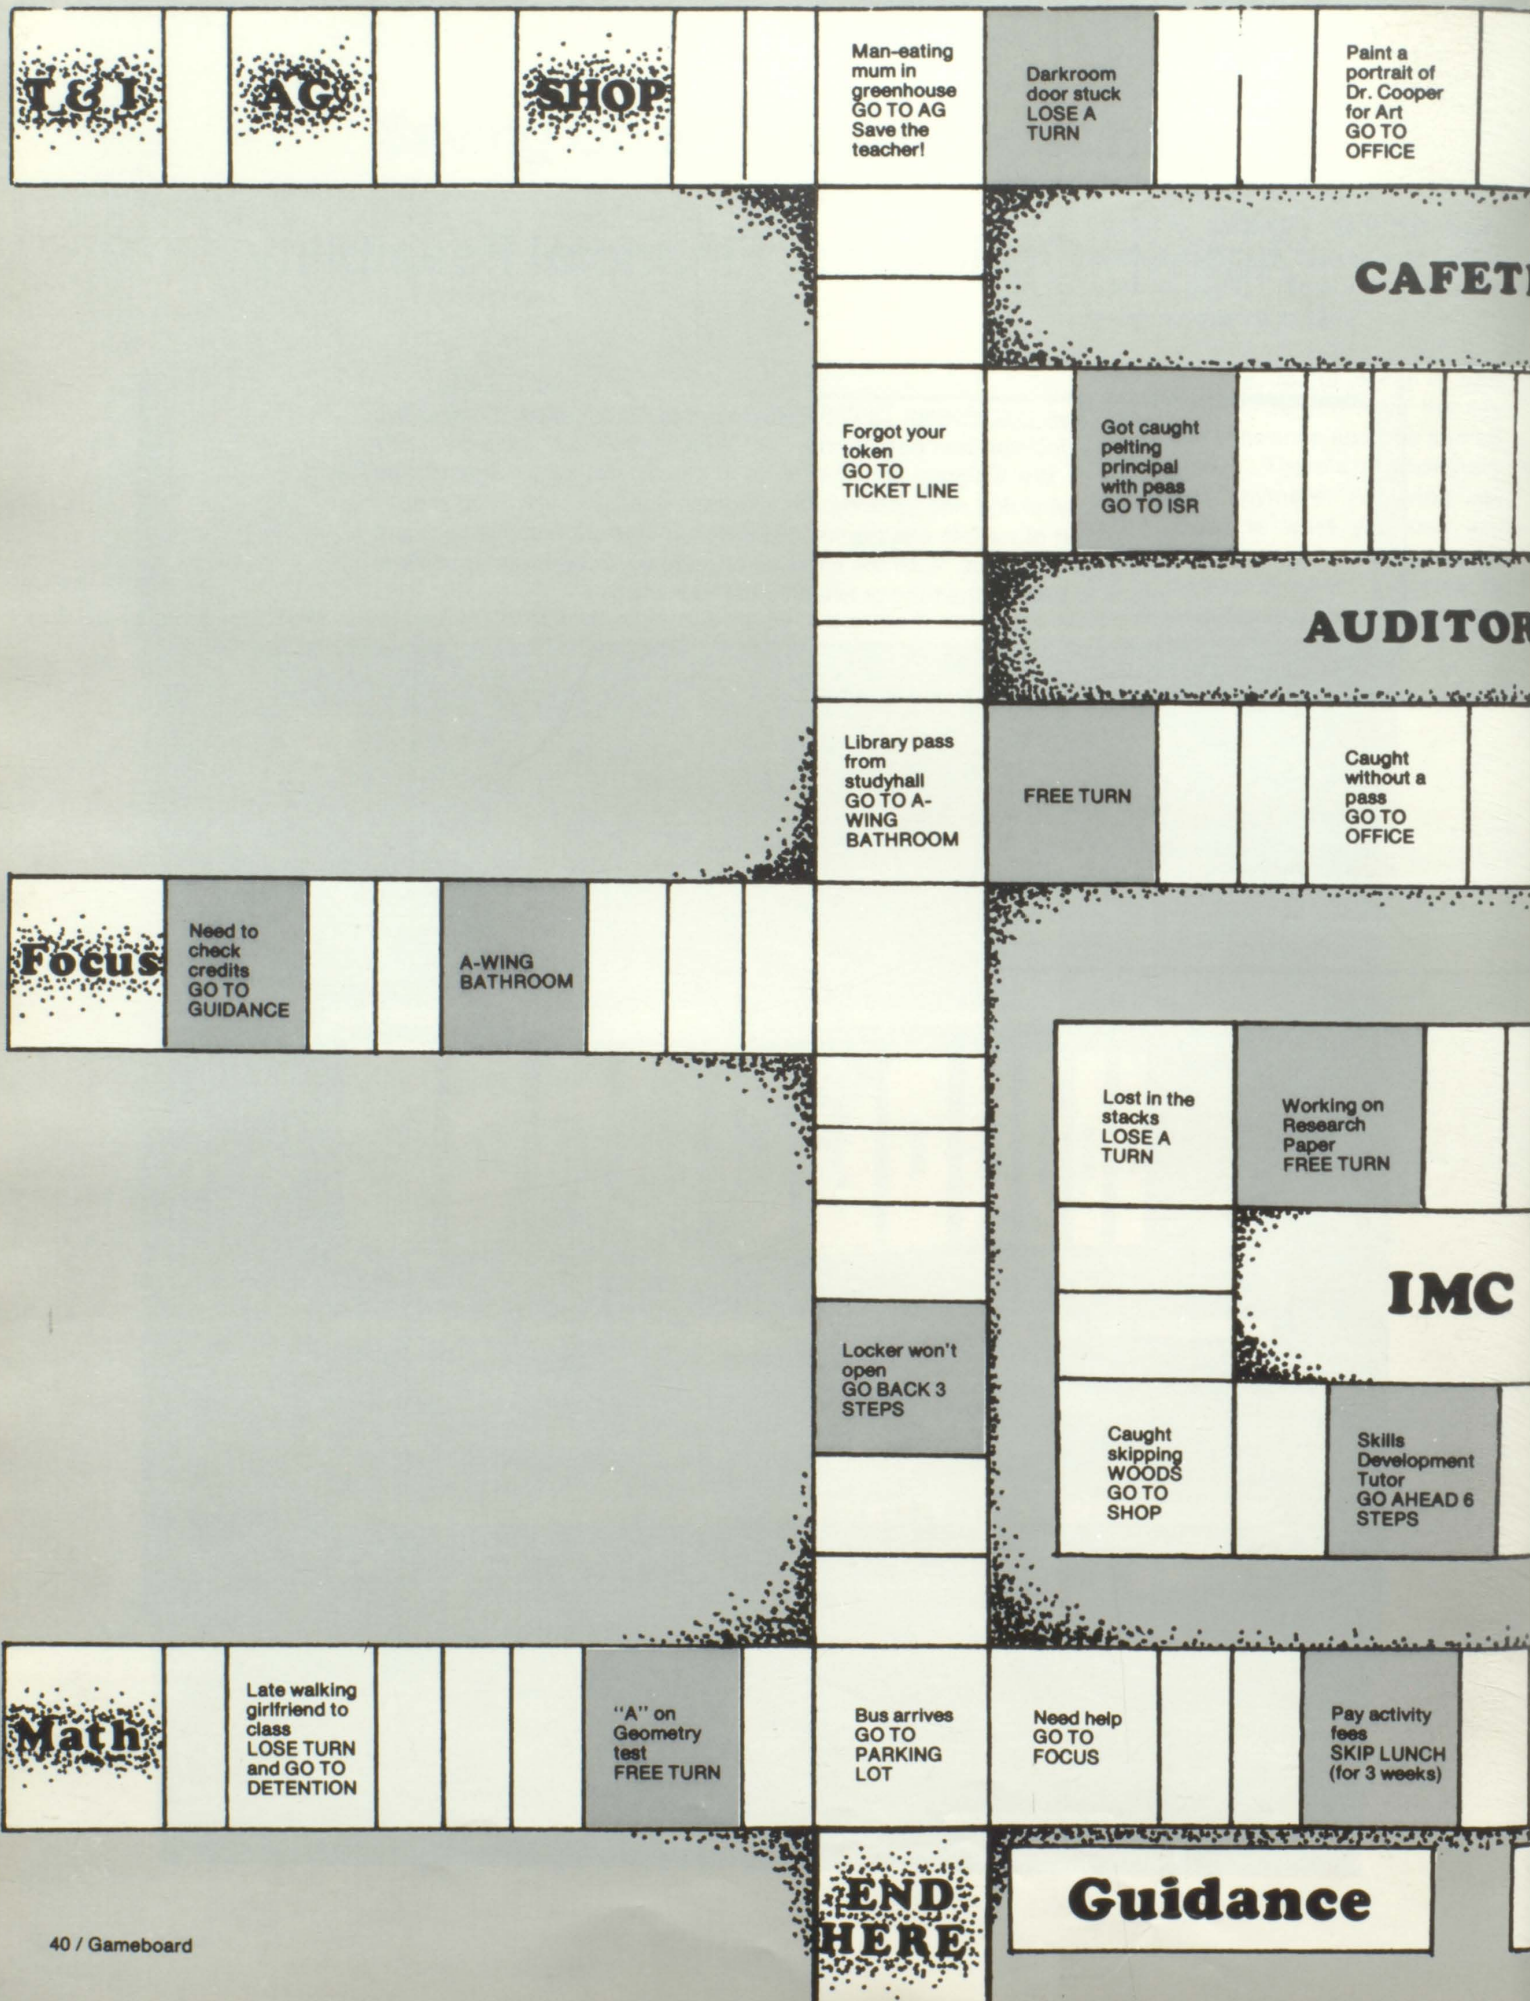 T & I
AG
SHOP
Man-eating
mum in
greenhouse
GO TO AG
Save the
teacher!
Darkroom
door stuck
LOSE A
TURN
Paint a
portrait of
Dr. Cooper
for Art
GO TO
OFFICE
CAFET
Forgot your
token
GO TO
TICKET LINE
Got caught
pelting
principal
with peas
GO TO ISR
AUDITOR
Library pass
from
studyhall
GO TO A-
WING
BATHROOM
FREE TURN
Caught
without a
pass
GO TO
OFFICE
Focus
Need to
check
credits
GO TO
GUIDANCE
A-WING
BATHROOM
Lost in the
stacks
LOSE A
TURN
Working on
Research
Paper
FREE TURN
IMC
Locker won't
open
GO BACK 3
STEPS
Caught
skipping
WOODS
GO TO
SHOP
Skills
Development
Tutor
GO AHEAD 6
STEPS
Math
Late walking
girlfriend to
class
LOSE TURN
and GO TO
DETENTION
"A" on
Geometry
test
FREE TURN
Bus arrives
GO TO
PARKING
LOT
Need help
GO TO
FOCUS
Pay activity
fees
SKIP LUNCH
(for 3 weeks)
END
HERE
Guidance
40 / Gameboard